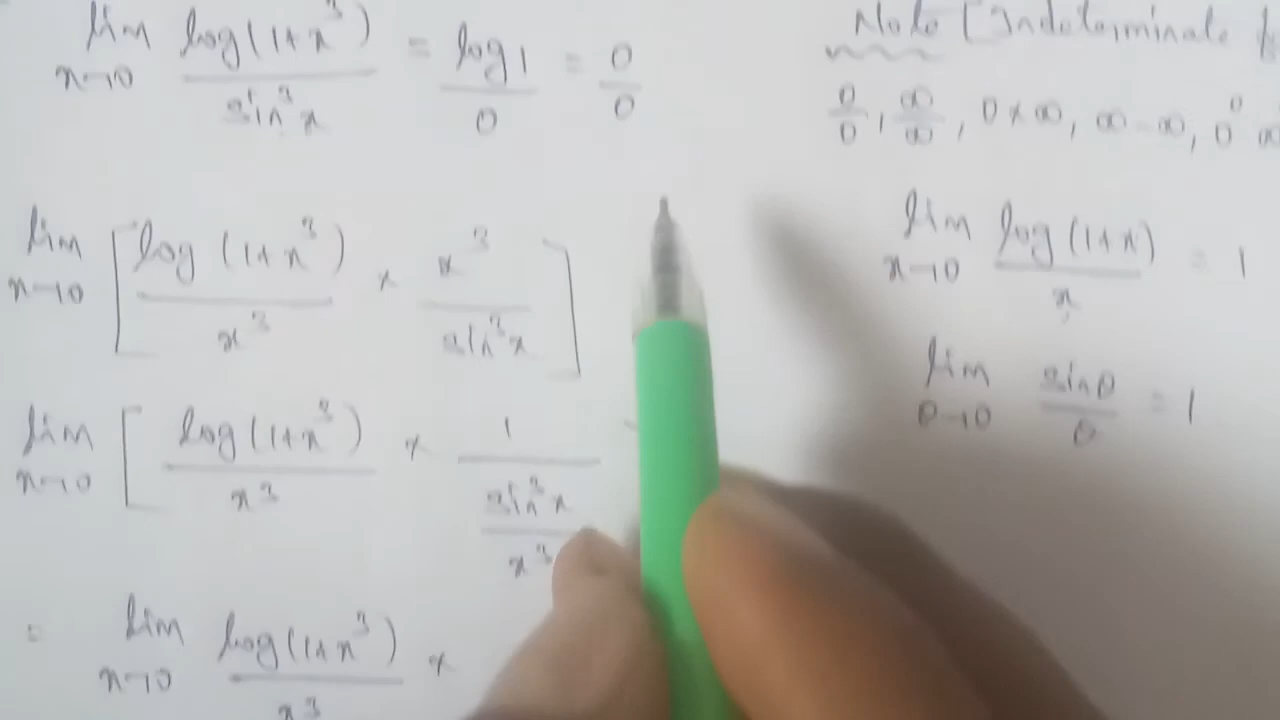 lim x→0 log(1+x³) / sin³x = log 1 / 0 = 0/0
lim x→0 [ log(1+x³) / x³ × x³ / sin³x ]
lim x→0 [ log(1+x³) / x³ × 1 / (sin³x / x³)
= lim x→0 log(1+x³) / x³ ×
Note [Indeterminate
0/0, ∞/∞, 0×∞, ∞-∞, 0⁰
lim x→0 log(1+x) / x = 1
lim θ→0 sinθ / θ = 1